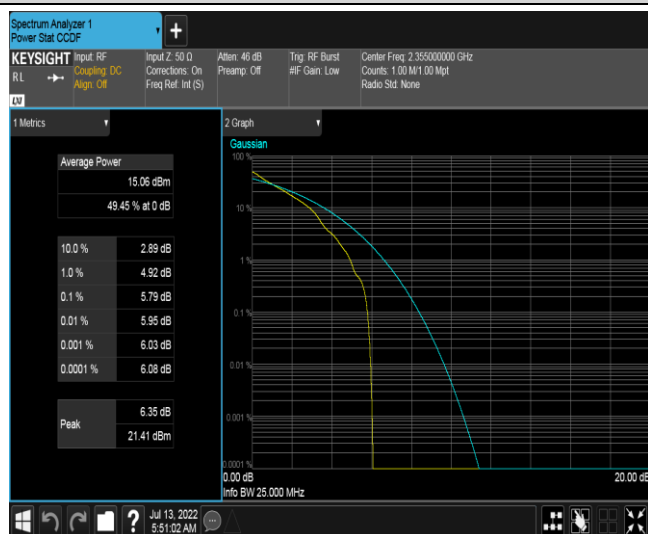 Spectrum Analyzer 1
Power Stat CCDF
+
KEYSIGHT
RL
LXI
Input: RF
Coupling: DC
Align: Off
Input Z: 50 Ω
Corrections: On
Freq Ref: Int (S)
Atten: 46 dB
Preamp: Off
Trig: RF Burst
#IF Gain: Low
Center Freq: 2.355000000 GHz
Counts: 1.00 M/1.00 Mpt
Radio Std: None
1 Metrics
Average Power
15.06 dBm
49.45 % at 0 dB
10.0 % 2.89 dB
1.0 % 4.92 dB
0.1 % 5.79 dB
0.01 % 5.95 dB
0.001 % 6.03 dB
0.0001 % 6.08 dB
Peak
6.35 dB
21.41 dBm
2 Graph
Gaussian
100 %
10 %
1 %
0.1 %
0.01 %
0.001 %
0.0001 %
0.00 dB
20.00 dB
Info BW 25.000 MHz
?
Jul 13, 2022
5:51:02 AM